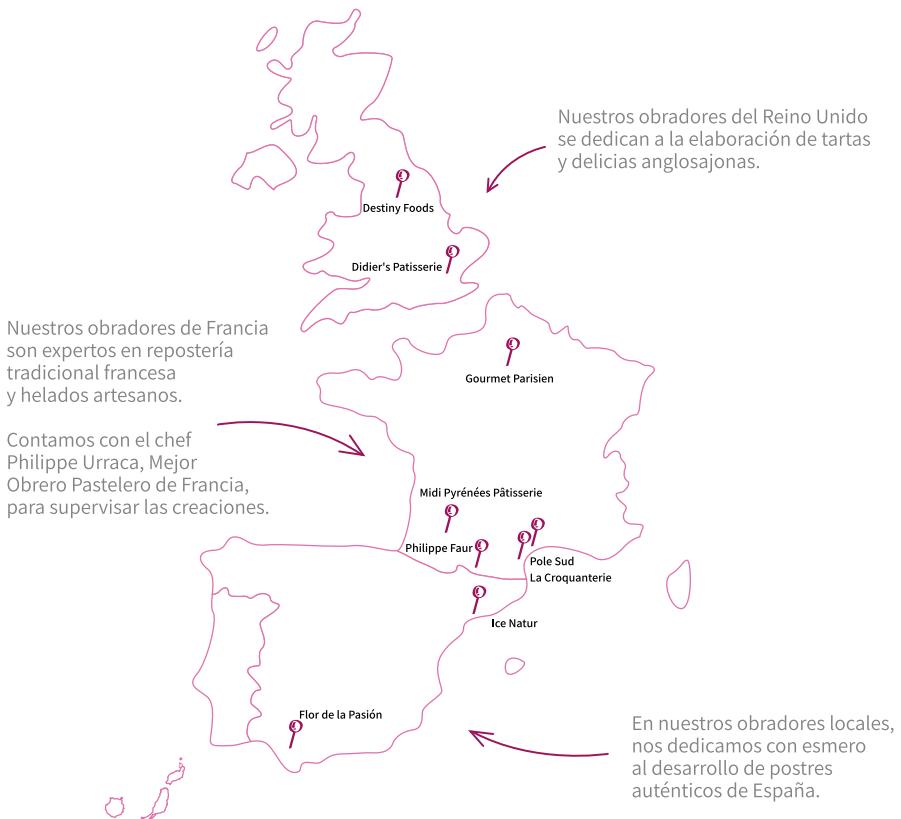 Nuestros obradores del Reino Unido
se dedican a la elaboración de tartas
y delicias anglosajonas.
Destiny Foods
Didier's Patisserie
Nuestros obradores de Francia
son expertos en repostería
tradicional francesa
y helados artesanos.
Contamos con el chef
Philippe Urraca, Mejor
Obrero Pastelero de Francia,
para supervisar las creaciones.
Gourmet Parisien
Midi Pyrénées Pâtisserie
Philippe Faur
Pole Sud
La Croquanterie
Ice Natur
Flor de la Pasión
En nuestros obradores locales,
nos dedicamos con esmero
al desarrollo de postres
auténticos de España.